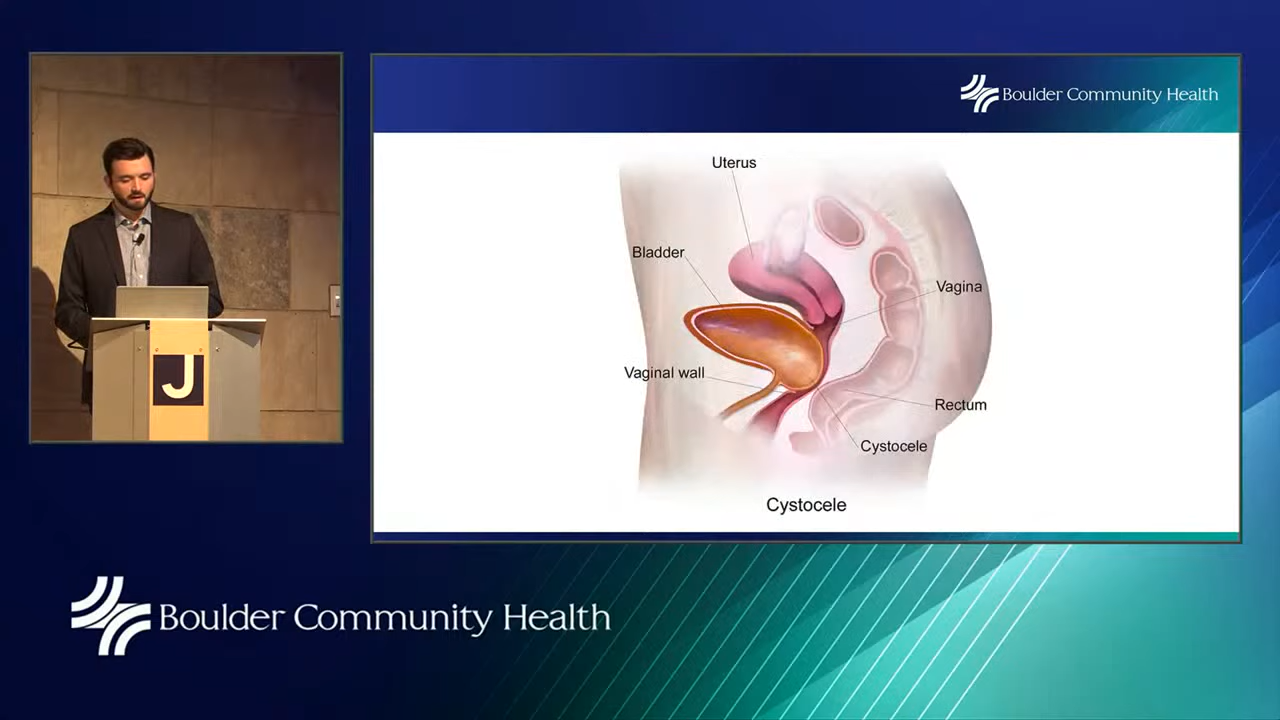 Boulder Community Health
Uterus
Bladder
Vagina
Vaginal wall
Rectum
Cystocele
Cystocele
J
Boulder Community Health